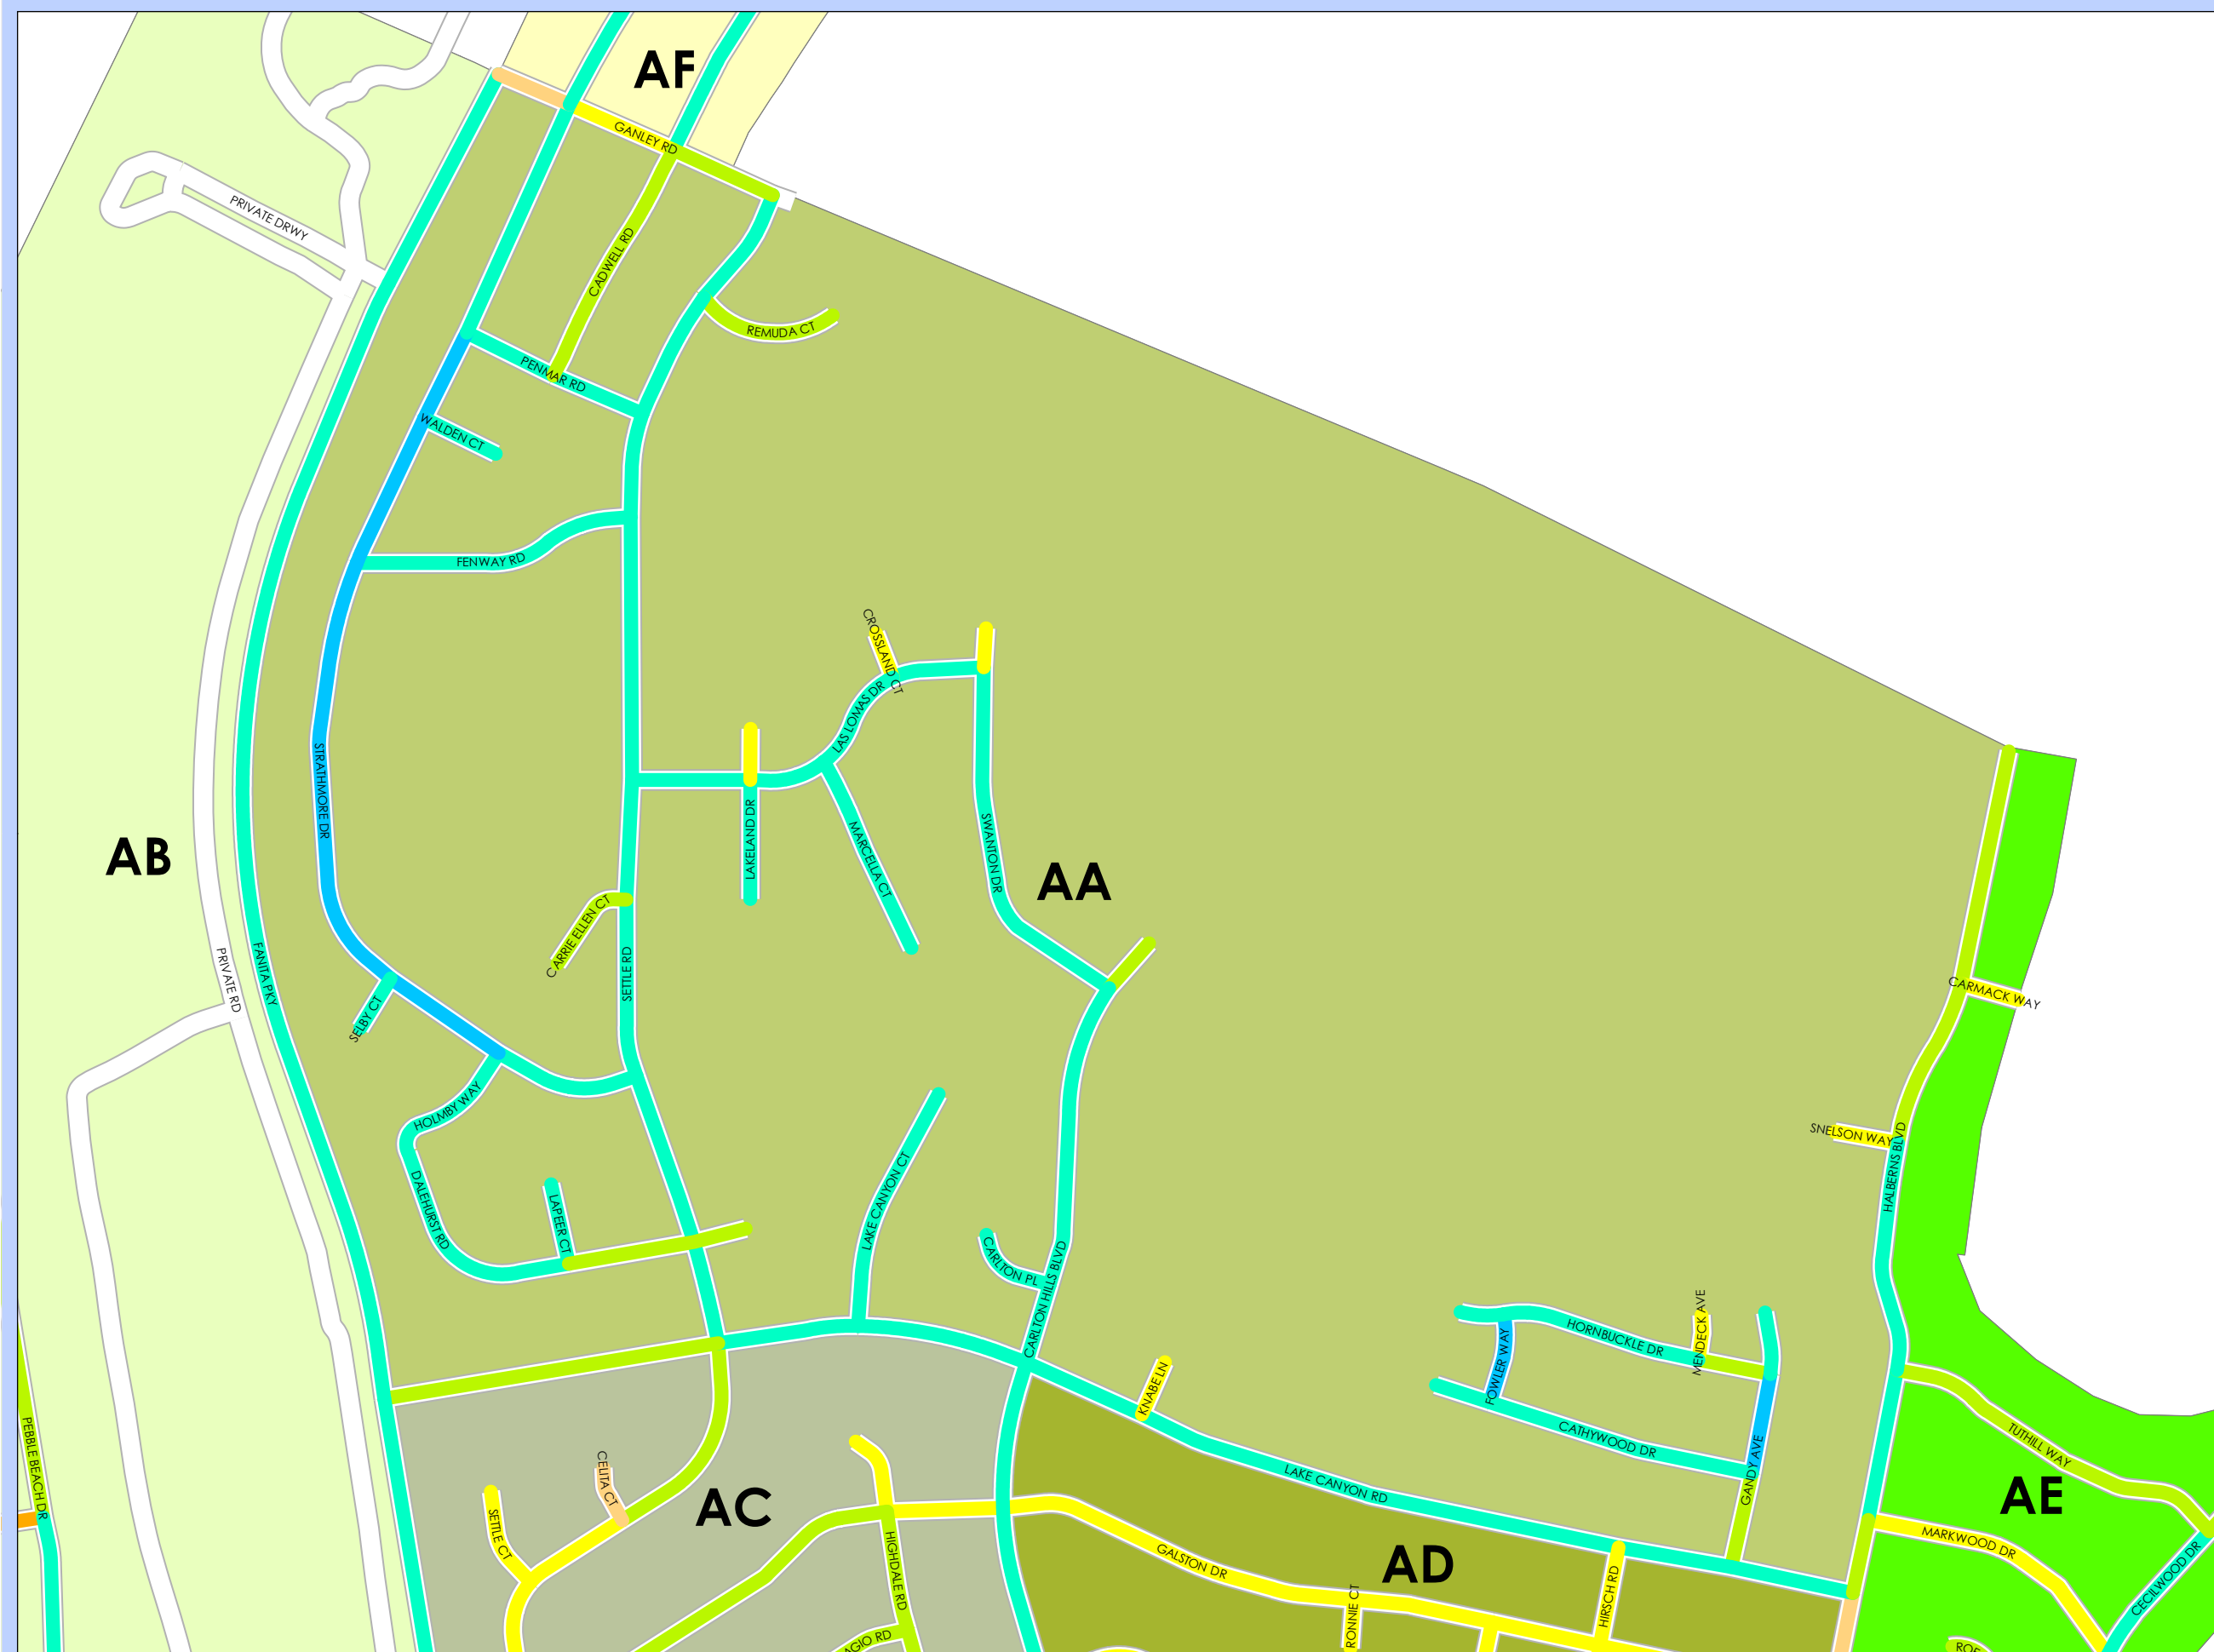 AF
GANLEY RD
PRIVATE DRWY
CADWELL RD
REMUDA CT
PENMAR RD
WALDEN CT
FENWAY RD
CROSSLAND CT
LAS LOMAS DR
STRATHMORE DR
LAKELAND DR
MARCELLA CT
SWANTON DR
AB
AA
CARRIE ELLEN CT
SETTLE RD
FANITA PKY
PRIVATE RD
SELBY CT
CARMACK WAY
HOLMBY WAY
SNELSON WAY
HALBERNS BLVD
DALEHURST RD
LAPEER CT
LAKE CANYON CT
CARLTON PL
CARLTON HILLS BLVD
HORNBUCKLE DR
MENDECK AVE
FOWLER WAY
KNABE LN
CATHYWOOD DR
GANDY AVE
TUTHILL WAY
PEBBLE BEACH DR
CELITA CT
LAKE CANYON RD
AC
AE
SETTLE CT
HIGHDALE RD
GALSTON DR
AD
MARKWOOD DR
CECILWOOD DR
HIRSCH RD
RONNIE CT
AGIO RD
ROE